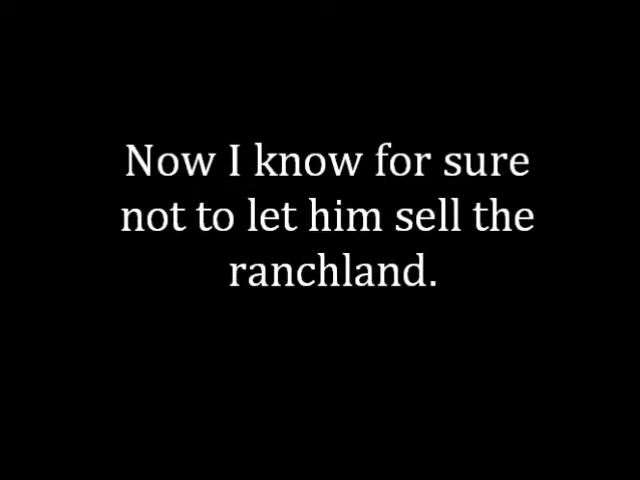 Now I know for sure
not to let him sell the
ranchland.